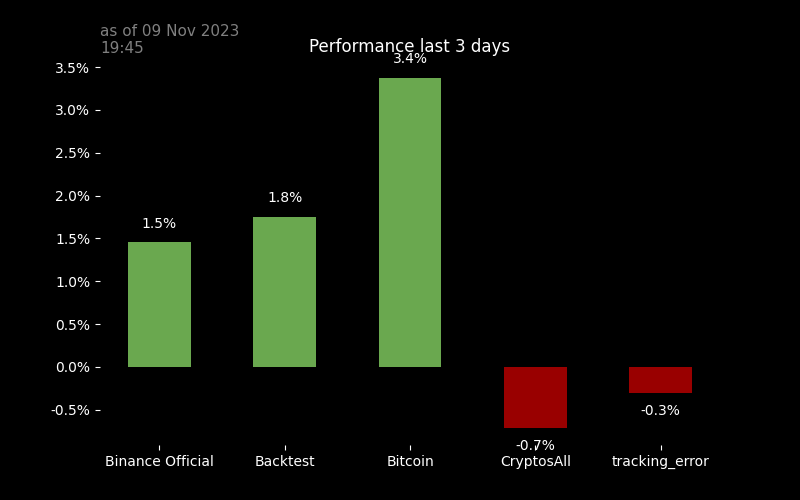 as of 09 Nov 2023
19:45
Performance last 3 days
3.5%
3.0%
2.5%
2.0%
1.5%
1.0%
0.5%
0.0%
-0.5%
1.5%
1.8%
3.4%
-0.7%
-0.3%
Binance Official
Backtest
Bitcoin
CryptosAll
tracking_error